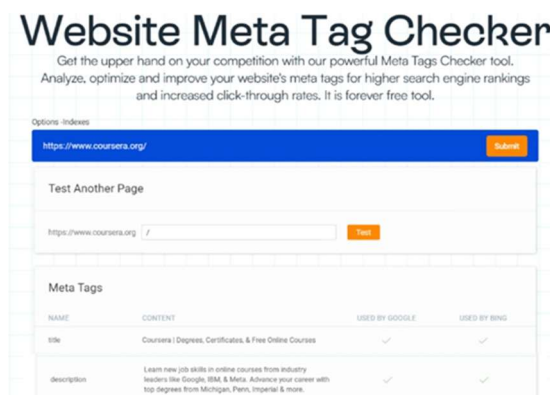 Website Meta Tag Checker
Get the upper hand on your competition with our powerful Meta Tags Checker tool.
Analyze, optimize and improve your website's meta tags for higher search engine rankings
and increased click-through rates. It is forever free tool.
Options -Indexes
https://www.coursera.org/ Submit
Test Another Page
https://www.coursera.org / Test
Meta Tags
NAME CONTENT USED BY GOOGLE USED BY BING
title Coursera | Degrees, Certificates, & Free Online Courses
Learn new job skills in online courses from industry
description leaders like Google, IBM, & Meta. Advance your career with
top degrees from Michigan, Penn, Imperial & more.